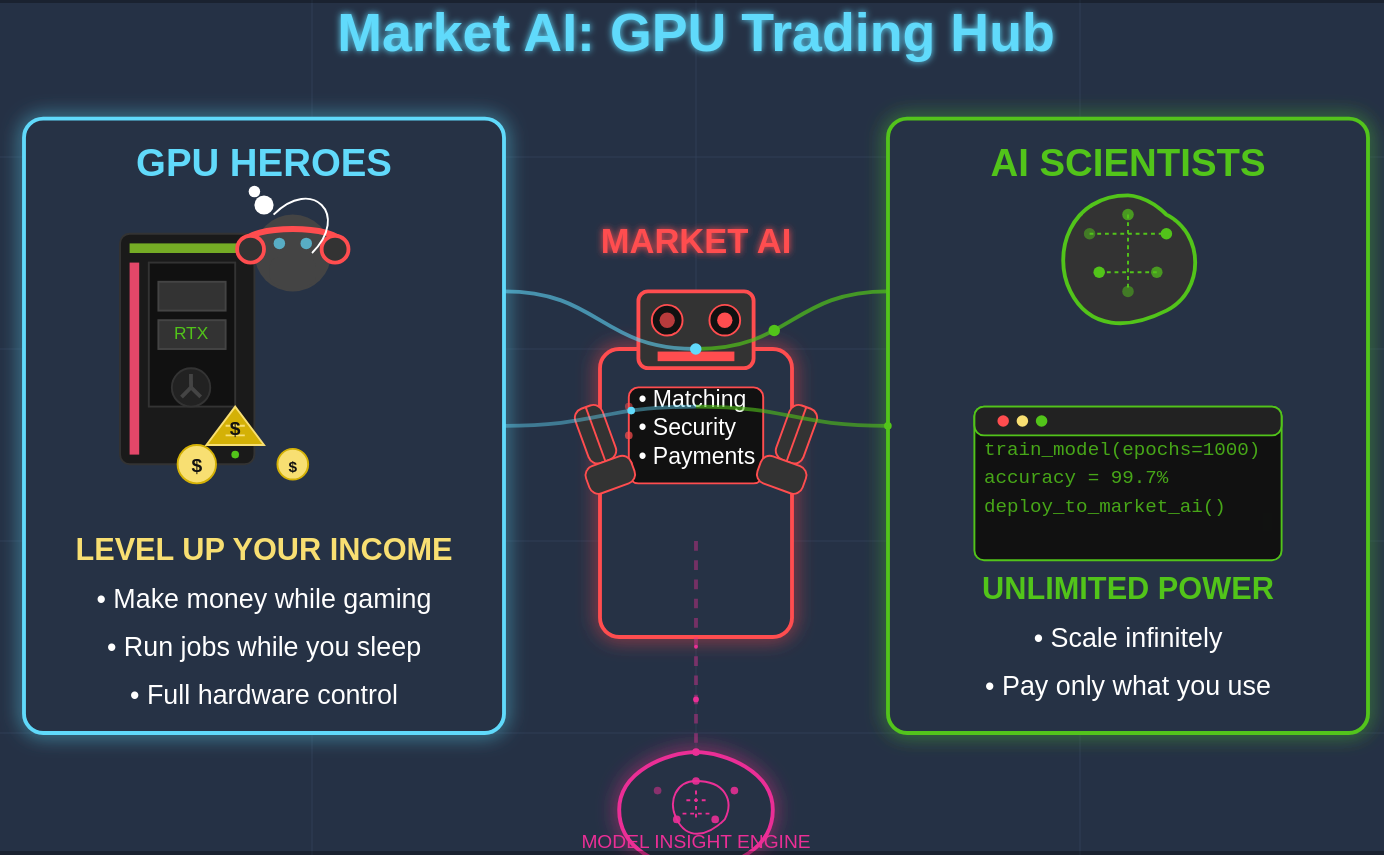 Market AI: GPU Trading Hub
GPU HEROES
RTX
$
$
$
LEVEL UP YOUR INCOME
• Make money while gaming
• Run jobs while you sleep
• Full hardware control
MARKET AI
• Matching
• Security
• Payments
MODEL INSIGHT ENGINE
AI SCIENTISTS
train_model(epochs=1000)
accuracy = 99.7%
deploy_to_market_ai()
UNLIMITED POWER
• Scale infinitely
• Pay only what you use